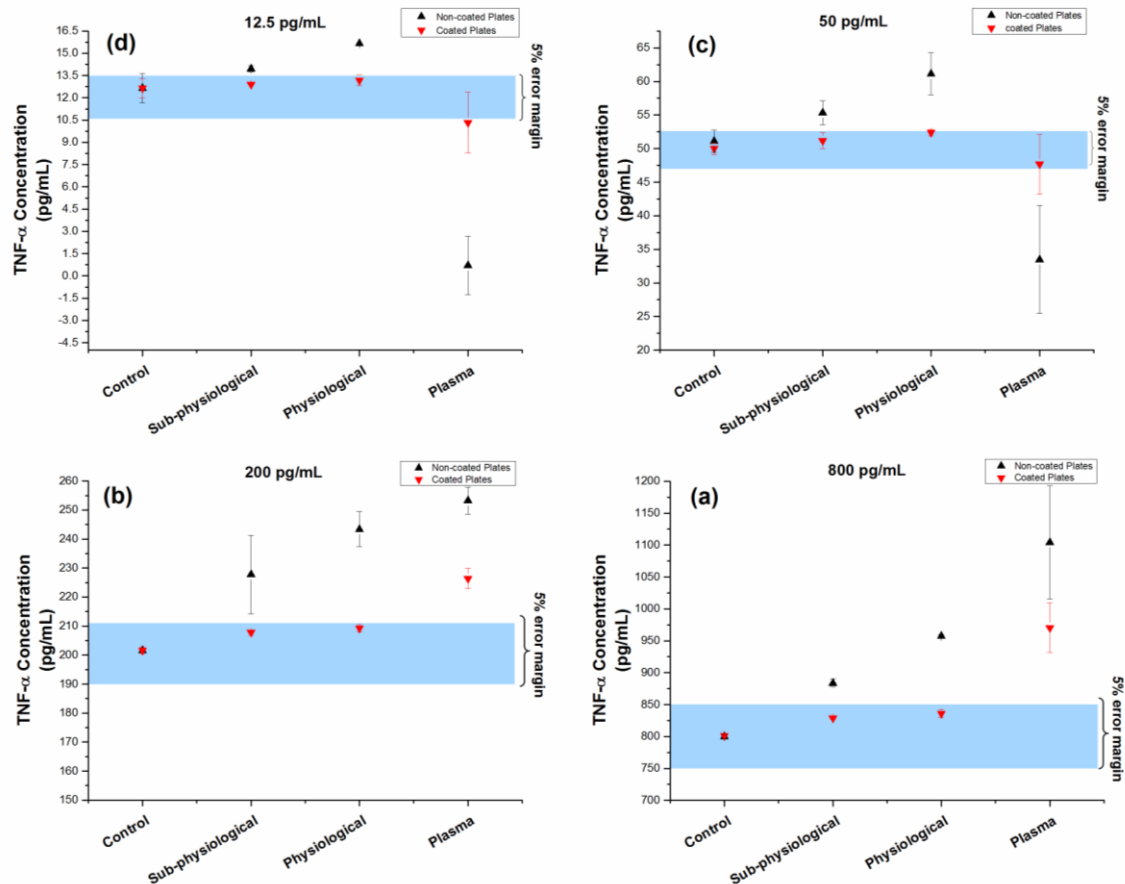 12.5 pg/mL
Non-coated Plates
Coated Plates
(d)
16.5
15.0
13.5
12.0
10.5
9.0
7.5
6.0
4.5
3.0
1.5
0.0
-1.5
-3.0
-4.5
TNF-α Concentration
(pg/mL)
5% error margin
Control
Sub-physiological
Physiological
Plasma
50 pg/mL
Non-coated Plates
coated Plates
(c)
65
60
55
50
45
40
35
30
25
20
TNF-α Concentration
(pg/mL)
5% error margin
Control
Sub-physiological
Physiological
Plasma
200 pg/mL
Non-coated Plates
Coated Plates
(b)
260
250
240
230
220
210
200
190
180
170
160
150
TNF-α Concentration
(pg/mL)
5% error margin
Control
Sub-physiological
Physiological
Plasma
800 pg/mL
Non-coated Plates
Coated Plates
(a)
1200
1150
1100
1050
1000
950
900
850
800
750
700
TNF-α Concentration
(pg/mL)
5% error margin
Control
Sub-physiological
Physiological
Plasma